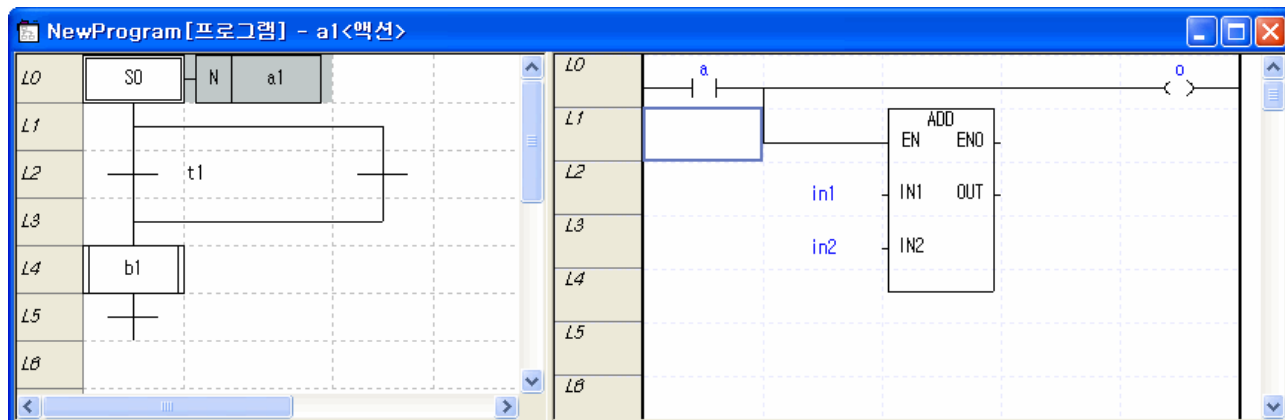 NewProgram[프로그램] - a1<액션>
L0 S0 N a1
L1
L2 t1
L3
L4 b1
L5
L6
L0 a o
L1 ADD
EN ENO
L2 in1 IN1 OUT
L3 in2 IN2
L4
L5
L6